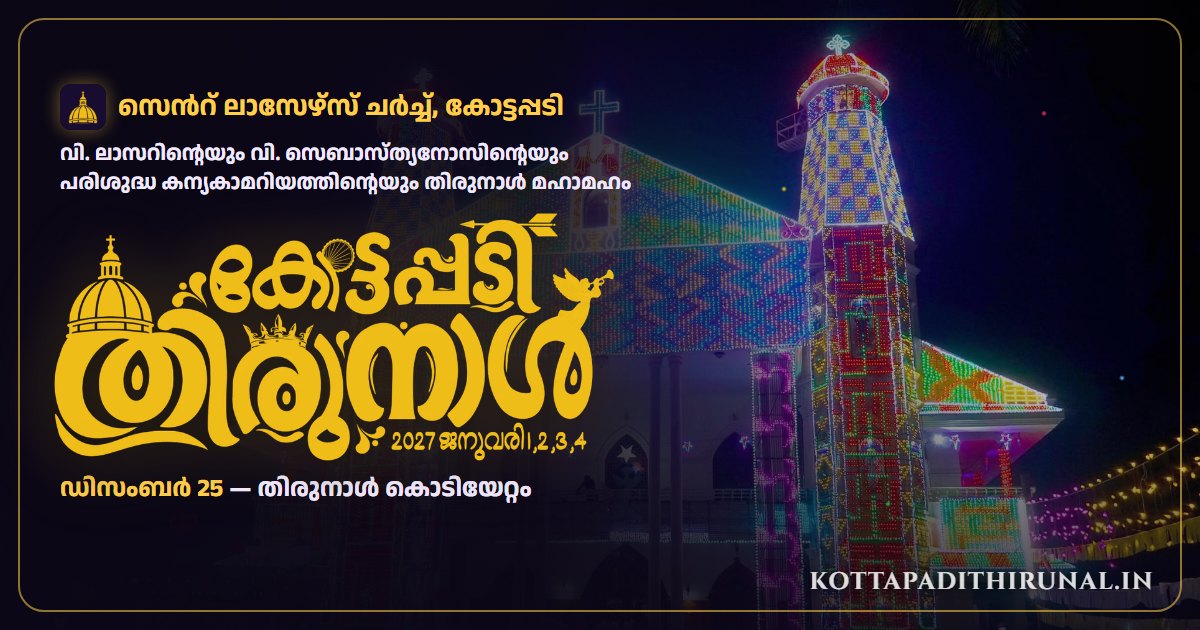 സെൻറ് ലാസേഴ്സ് ചർച്ച്, കോട്ടപ്പടി
വി. ലാസറിന്റെയും വി. സെബാസ്ത്യനോസിന്റെയും
പരിശുദ്ധ കന്യകാമറിയത്തിന്റെയും തിരുനാൾ മഹാമഹം
കോട്ടപ്പടി
തിരുനാൾ
2027 ജനുവരി 1,2,3,4
ഡിസംബർ 25 — തിരുനാൾ കൊടിയേറ്റം
KOTTAPADITHIRUNAL.IN